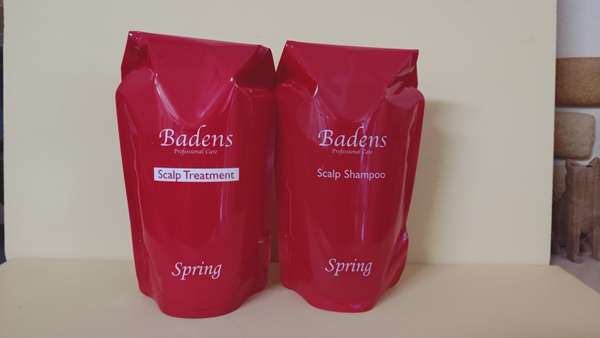 Badens
Professional Care
Scalp Treatment
Spring
Badens
Professional Care
Scalp Shampoo
Spring